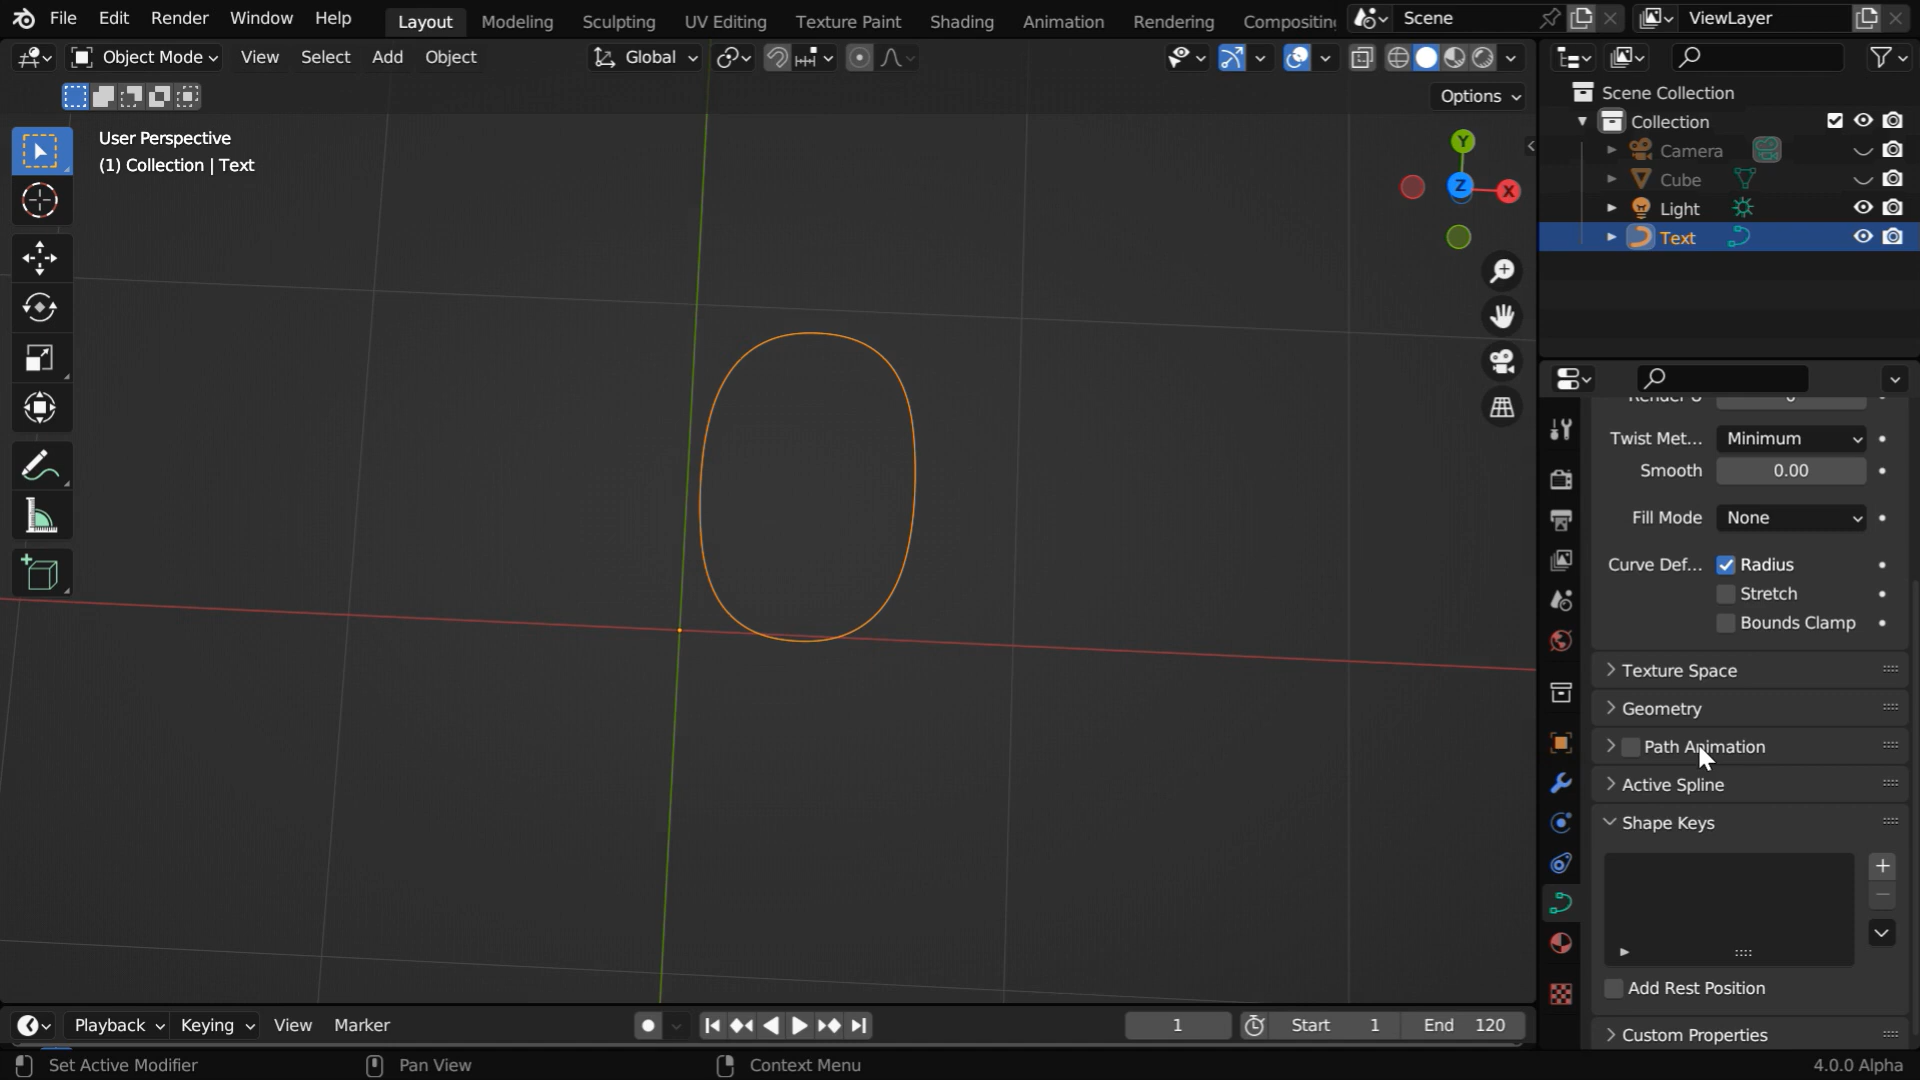 File Edit Render Window Help Layout Modeling Sculpting UV Editing Texture Paint Shading Animation Rendering Compositing Scene ViewLayer
Object Mode View Select Add Object Global
Options
User Perspective
(1) Collection | Text
Y
Z
X
Scene Collection
Collection
Camera
Cube
Light
Text
Twist Met... Minimum
Smooth 0.00
Fill Mode None
Curve Def... Radius
Stretch
Bounds Clamp
Texture Space
Geometry
Path Animation
Active Spline
Shape Keys
Add Rest Position
Custom Properties
Playback Keying View Marker 1 Start 1 End 120
Set Active Modifier Pan View Context Menu 4.0.0 Alpha